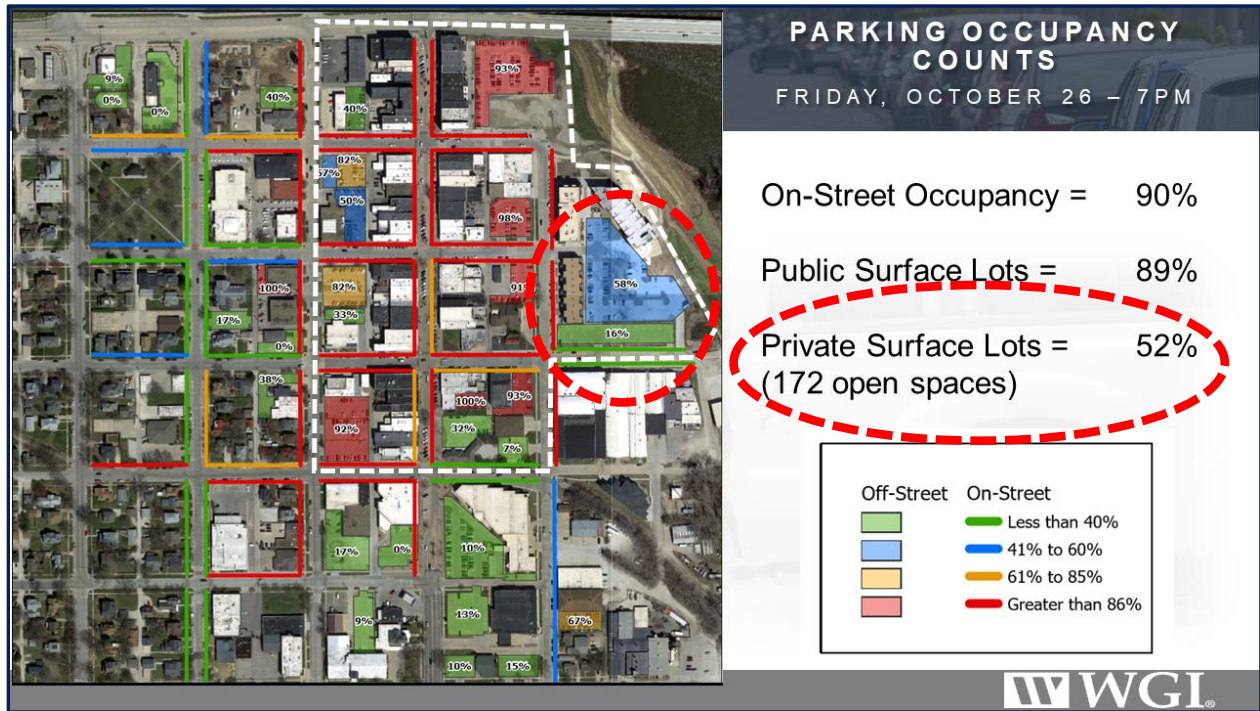 PARKING OCCUPANCY
COUNTS
FRIDAY, OCTOBER 26 – 7PM
On-Street Occupancy = 90%
Public Surface Lots = 89%
Private Surface Lots = 52%
(172 open spaces)
Off-Street On-Street
Less than 40%
41% to 60%
61% to 85%
Greater than 86%
WGI®
93%
9%
0%
0%
40%
40%
82%
57%
50%
98%
58%
82%
33%
91%
100%
17%
0%
16%
38%
92%
100%
93%
32%
7%
17%
0%
10%
9%
13%
67%
10%
15%